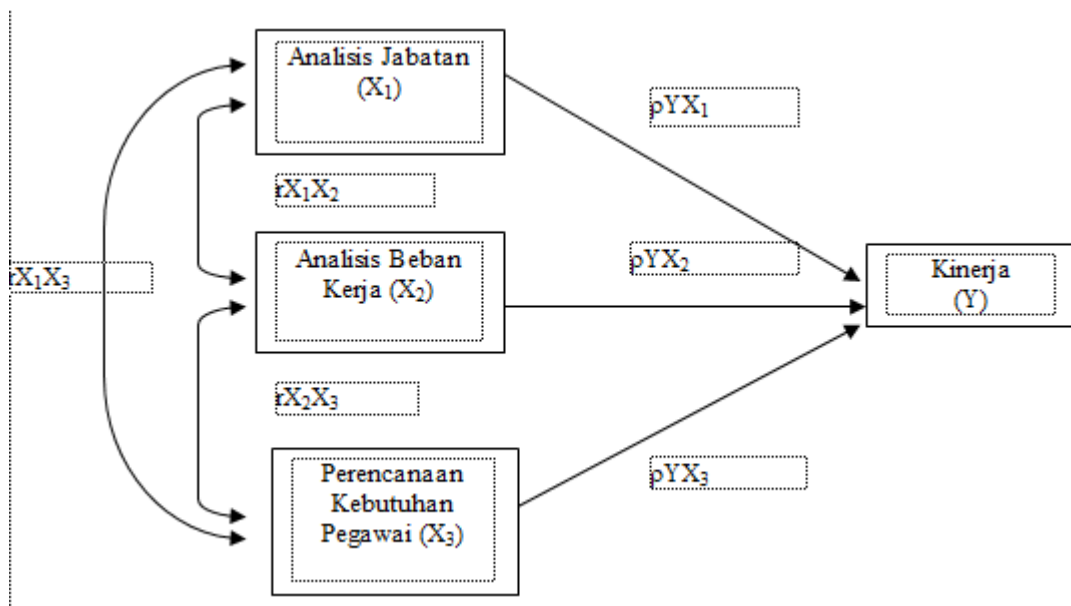 Analisis Jabatan
(X₁)
ρYX₁
rX₁X₂
Analisis Beban
Kerja (X₂)
ρYX₂
Kinerja
(Y)
rX₁X₃
rX₂X₃
Perencanaan
Kebutuhan
Pegawai (X₃)
ρYX₃